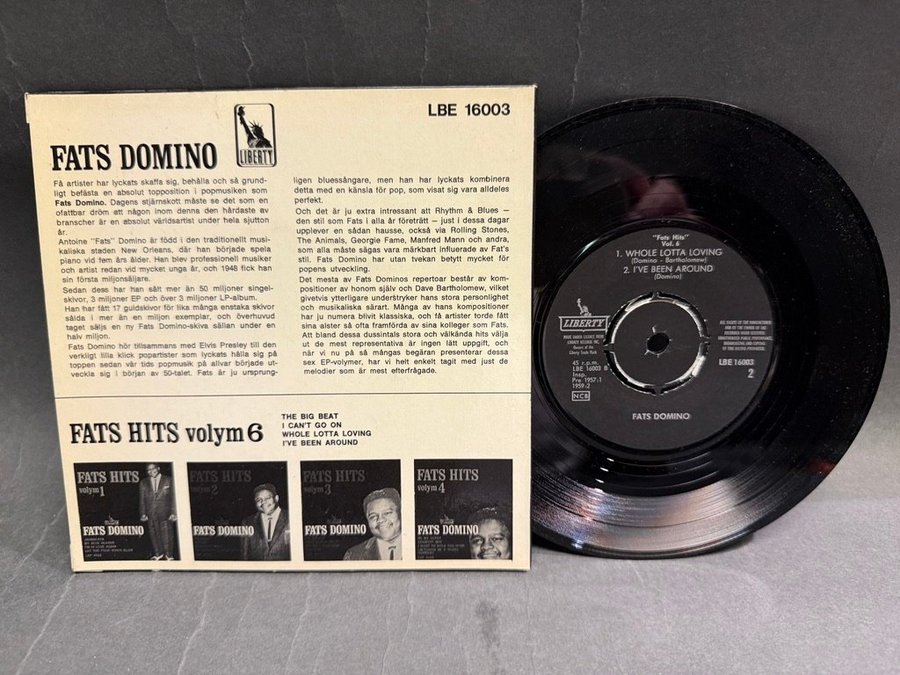 LBE 16003
FATS DOMINO
LIBERTY
Få artister har lyckats skaffa sig, behålla och så grund-
ligt befästa en absolut topposition i popmusiken som
Fats Domino. Dagens stjärnskott måste se det som en
ofattbar dröm att någon inom denna den hårdaste av
branscher är en absolut världsartist under hela sjutton
år.
Antoine "Fats" Domino är född i den traditionellt musi-
kaliska staden New Orleans, där han började spela
piano vid fem års ålder. Han blev professionell musiker
och artist redan vid mycket unga år, och 1948 fick han
sin första miljonsäljare.
Sedan dess har han sålt mer än 50 miljoner singel-
skivor, 3 miljoner EP och över 3 miljoner LP-album.
Han har fått 17 guldskivor för lika många enstaka skivor
sålda i mer än en miljon exemplar, och överhuvud
taget säljs en ny Fats Domino-skiva sällan under en
halv miljon.
Fats Domino hör tillsammans med Elvis Presley till den
verkligt lilla klick popartister som lyckats hålla sig på
toppen sedan vår tids popmusik på allvar började ut-
veckla sig i början av 50-talet. Fats är ju ursprung-
ligen bluessångare, men han har lyckats kombinera
detta med en känsla för pop, som visat sig vara alldeles
perfekt.
Och det är ju extra intressant att Rhythm & Blues —
den stil som Fats i alla år företrätt — just i dessa dagar
upplever en sådan hausse, också via Rolling Stones,
The Animals, Georgie Fame, Manfred Mann och andra,
som alla måste sägas vara märkbart influerade av Fat's
stil. Fats Domino har utan tvekan betytt mycket för
popens utveckling.
Det mesta av Fats Dominos repertoar består av kom-
positioner av honom själv och Dave Bartholomew, vilket
givetvis ytterligare understryker hans stora personlighet
och musikaliska särart. Många av hans kompositioner
har ju numera blivit klassiska, och få artister torde fått
sina alster så ofta framförda av sina kolleger som Fats.
Att bland dessa dussintals stora och välkända hits välja
ut de mest representativa är ingen lätt uppgift, och
när vi nu på så mångas begäran presenterar dessa
sex EP-volymer, har vi helt enkelt tagit med just de
melodier som är mest efterfrågade.
FATS HITS volym 6
THE BIG BEAT
I CAN'T GO ON
WHOLE LOTTA LOVING
I'VE BEEN AROUND
FATS HITS
volym 1
FATS DOMINO
FATS HITS
volym 2
FATS DOMINO
FATS HITS
volym 3
FATS DOMINO
FATS HITS
volym 4
FATS DOMINO
"Fats Hits"
Vol. 6
1. WHOLE LOTTA LOVING
(Domino - Bartholomew)
2. I'VE BEEN AROUND
(Domino)
LIBERTY
45 r.p.m.
LBE 16003 B
Insp.
Pre 1957:1
1959:2
NCB
LBE 16003
2
FATS DOMINO